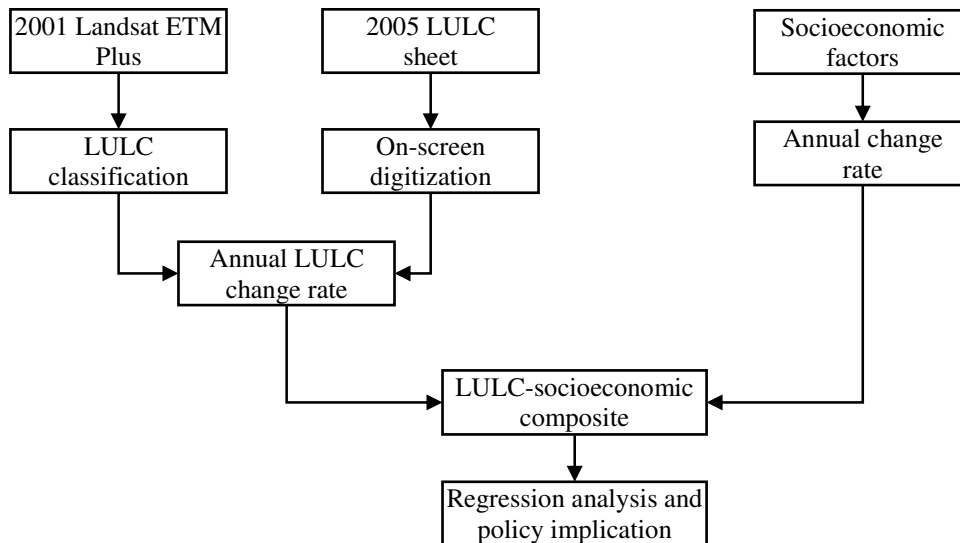 2001 Landsat ETM
Plus
2005 LULC
sheet
Socioeconomic
factors
LULC
classification
On-screen
digitization
Annual change
rate
Annual LULC
change rate
LULC-socioeconomic
composite
Regression analysis and
policy implication